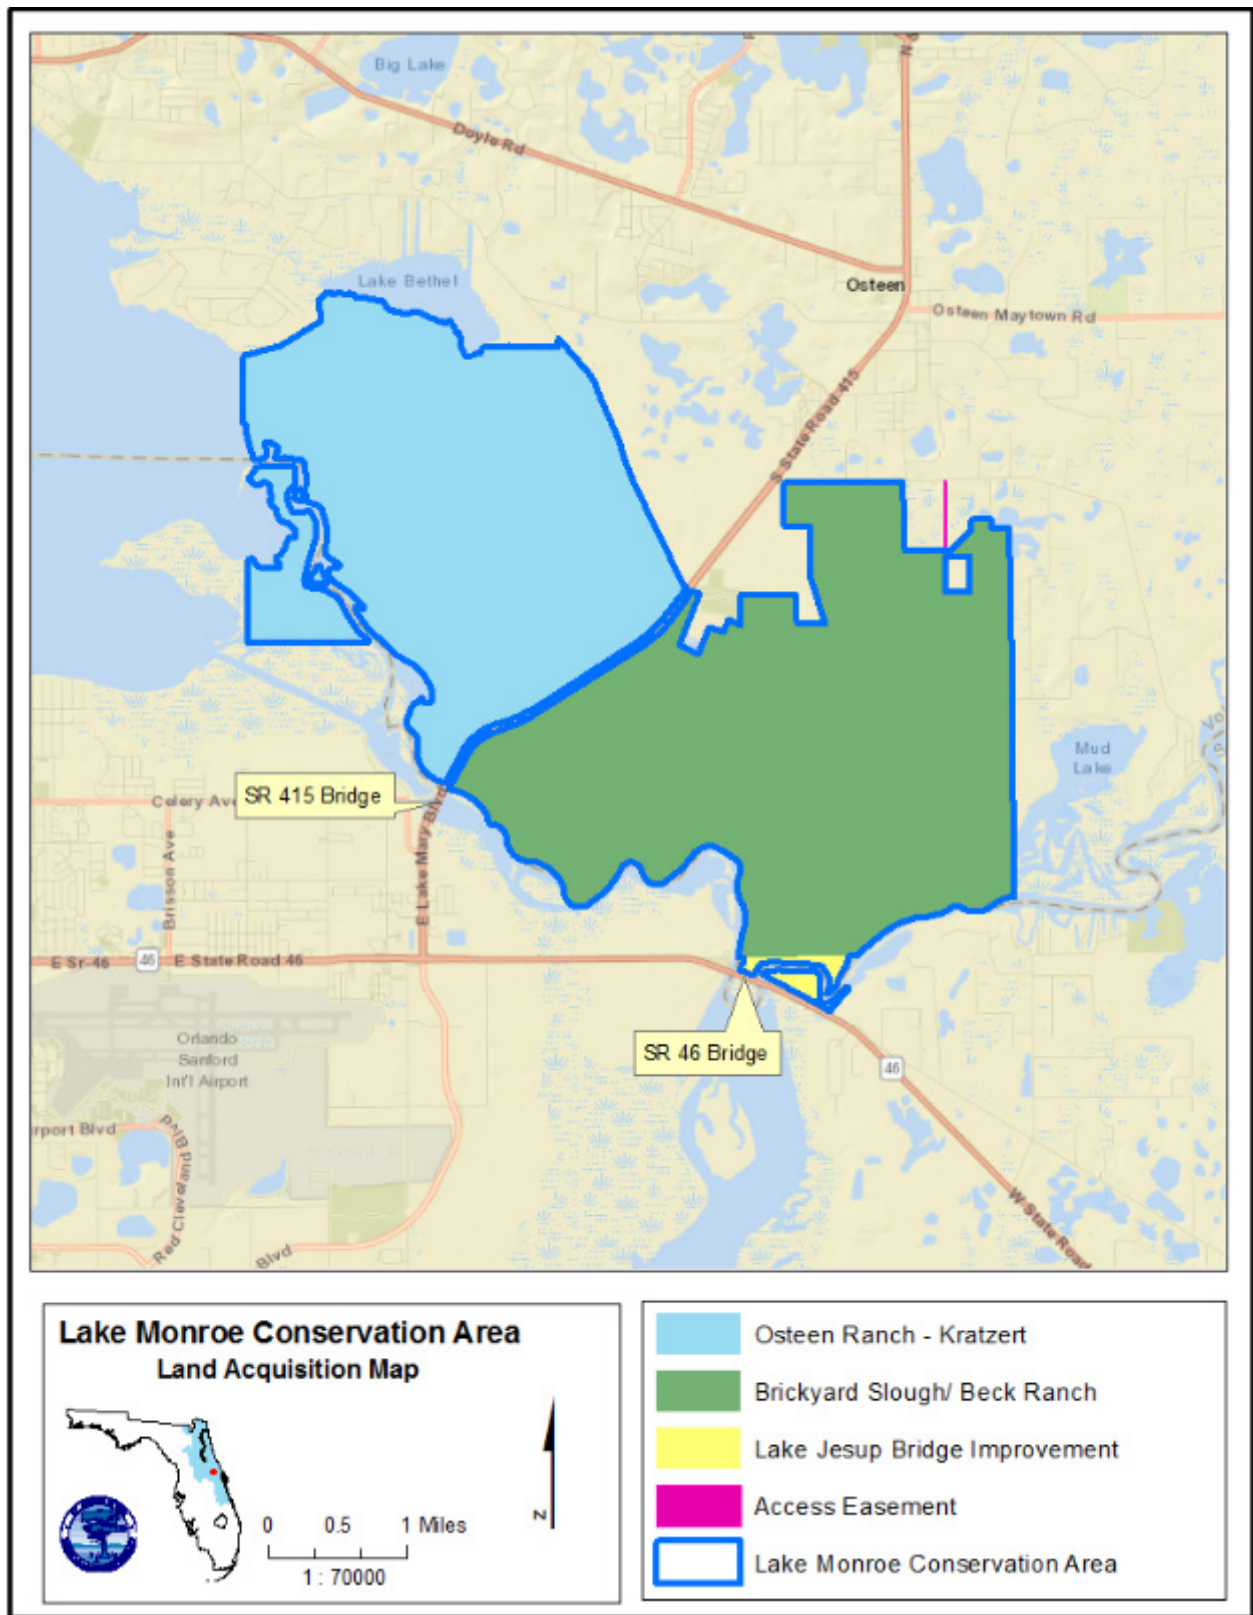 Big Lake
Doyle Rd
N S
Lake Bethel
Osteen
Osteen Maytown Rd
S State Road 415
Mud
Lake
SR 415 Bridge
Celery Ave
Brisson Ave
E Lake Mary Blvd
E Sr-46
46
E State Road 46
SR 46 Bridge
Orlando
Sanford
Int'l Airport
46
irport Blvd
Red Cleveland Blvd
Blvd
W State Road
Lake Monroe Conservation Area
Land Acquisition Map
N
0 0.5 1 Miles
1 : 70000
Osteen Ranch - Kratzert
Brickyard Slough/ Beck Ranch
Lake Jesup Bridge Improvement
Access Easement
Lake Monroe Conservation Area